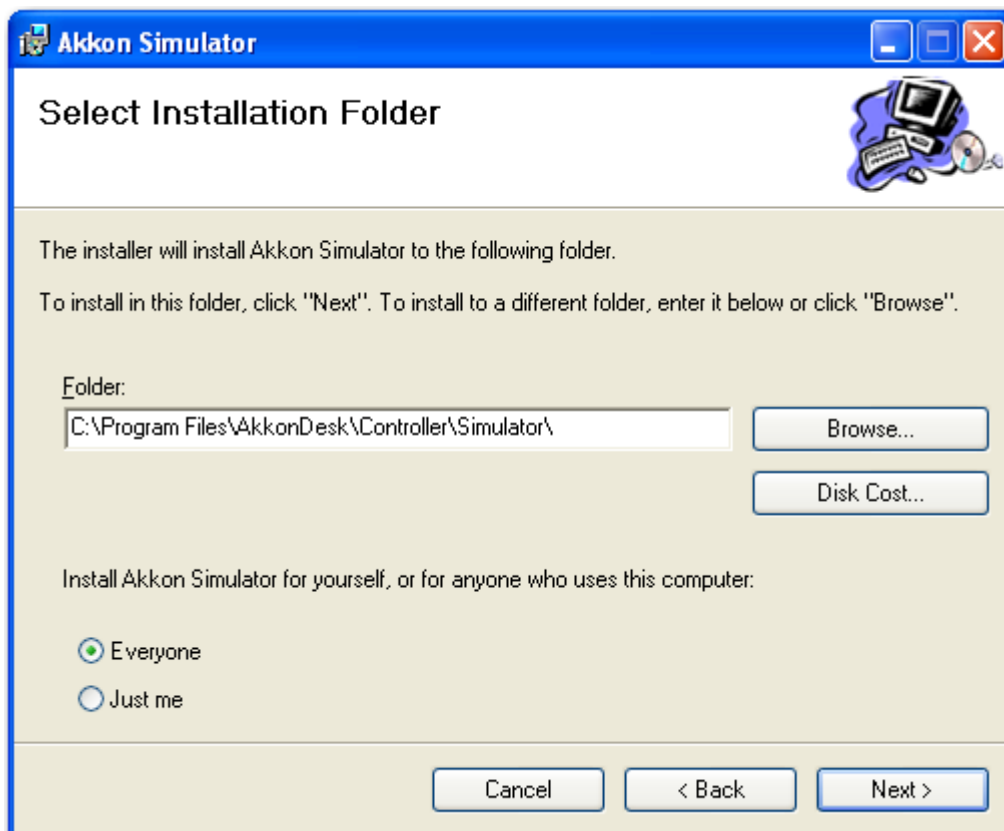 Akkon Simulator
Select Installation Folder
The installer will install Akkon Simulator to the following folder.
To install in this folder, click "Next". To install to a different folder, enter it below or click "Browse".
Folder:
C:\Program Files\AkkonDesk\Controller\Simulator\
Browse...
Disk Cost...
Install Akkon Simulator for yourself, or for anyone who uses this computer:
Everyone
Just me
Cancel
< Back
Next >